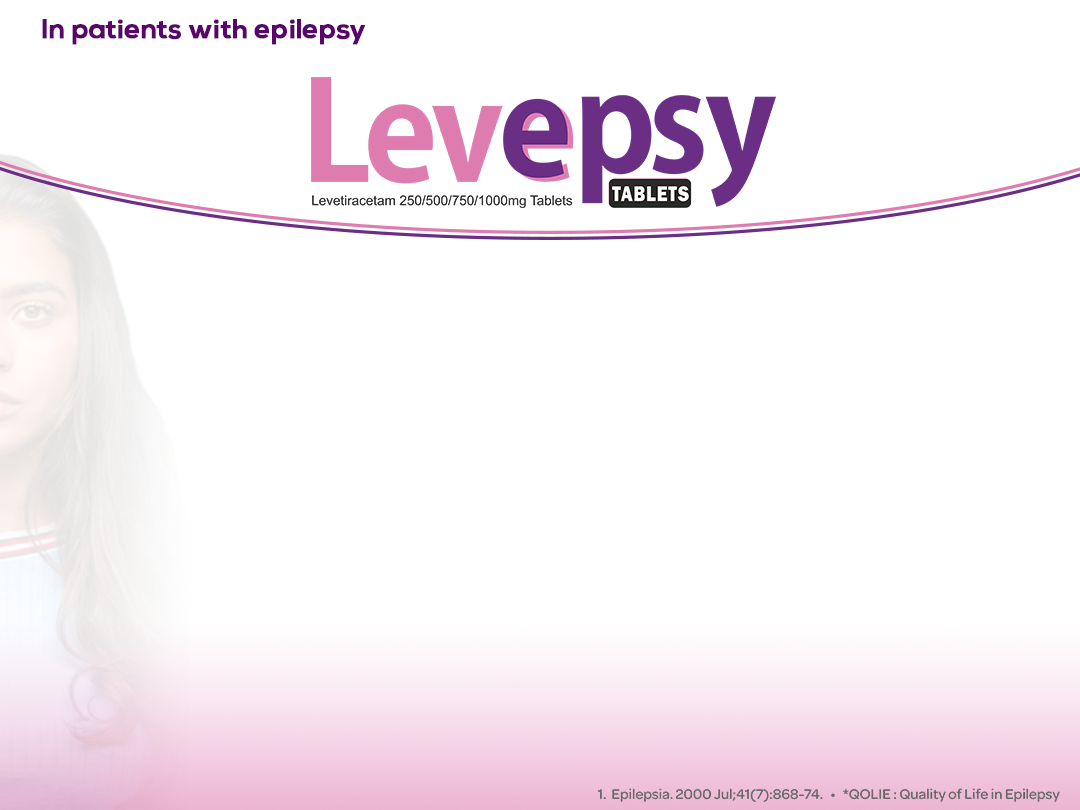 In patients with epilepsy
Levepsy
Levetiracetam 250/500/750/1000mg Tablets
TABLETS
1. Epilepsia. 2000 Jul;41(7):868-74. • *QOLIE : Quality of Life in Epilepsy